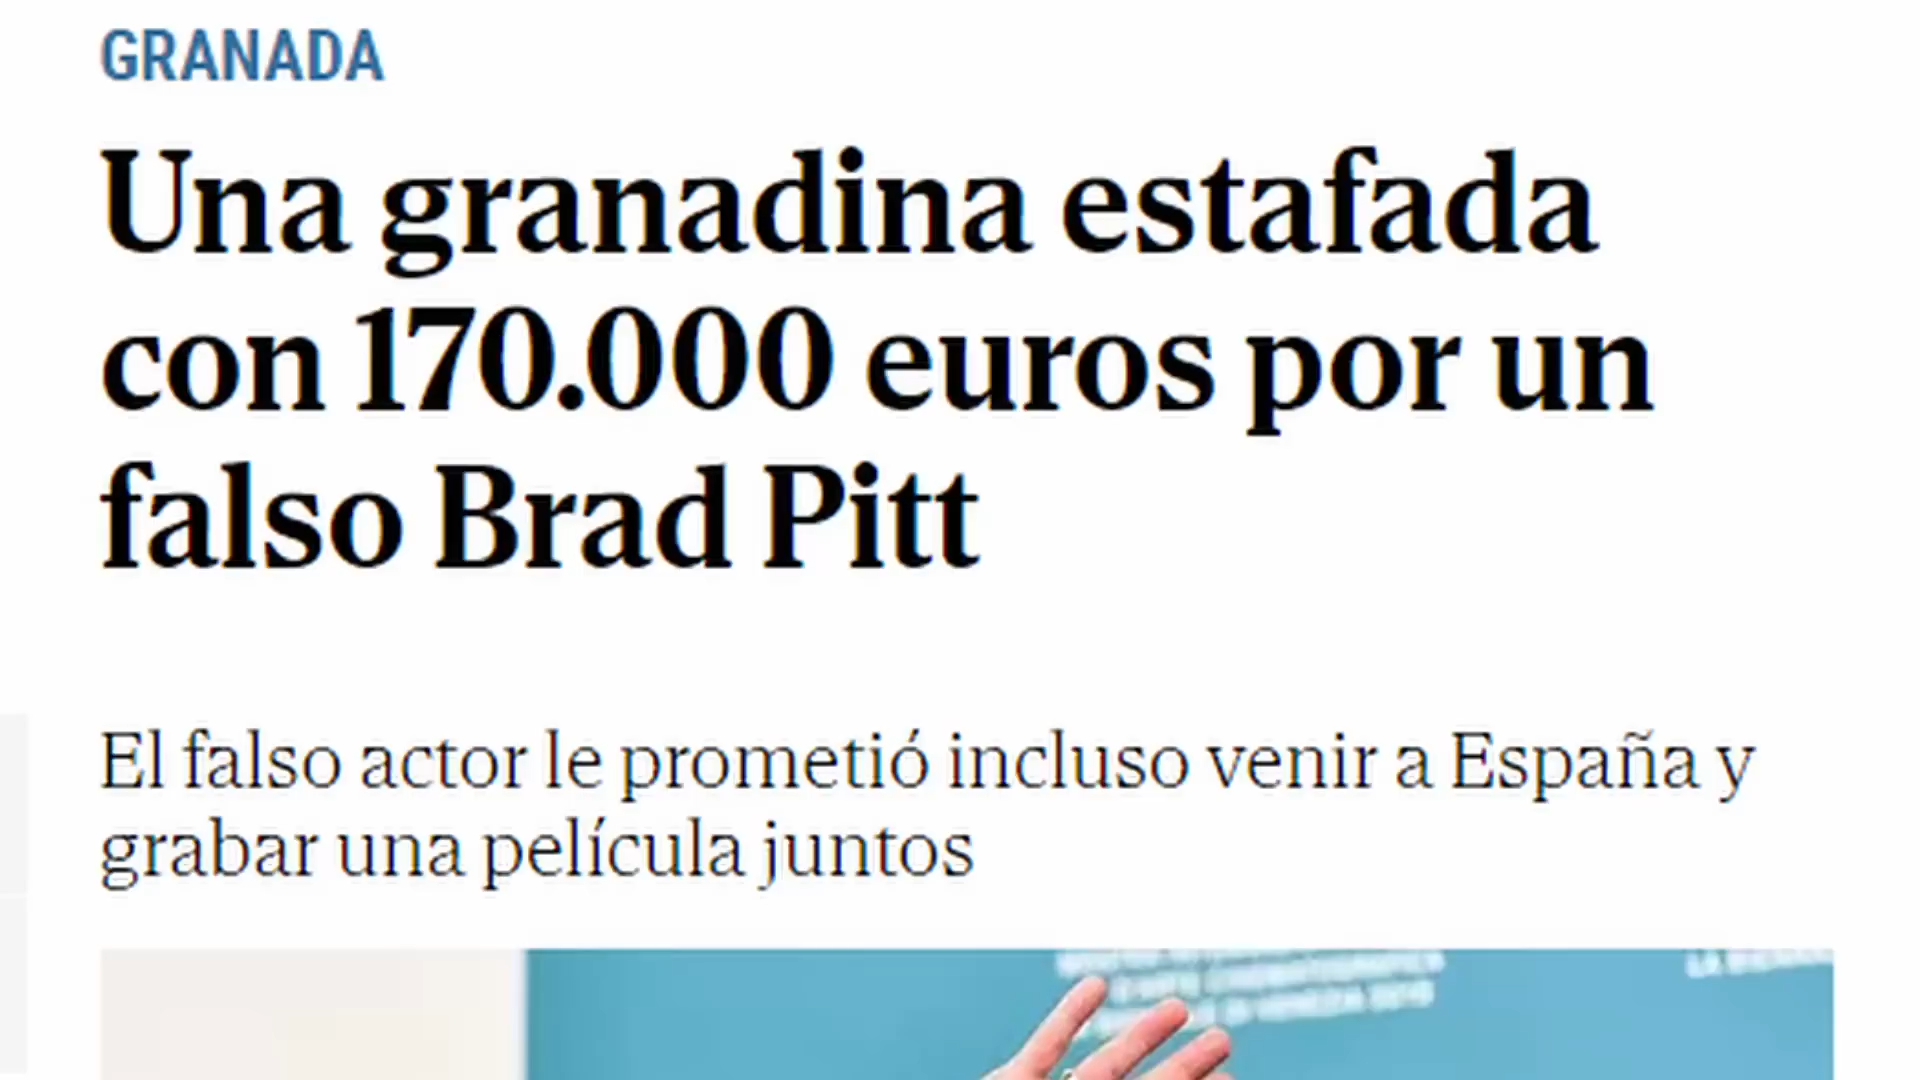 GRANADA
Una granadina estafada
con 170.000 euros por un
falso Brad Pitt
El falso actor le prometió incluso venir a España y
grabar una película juntos